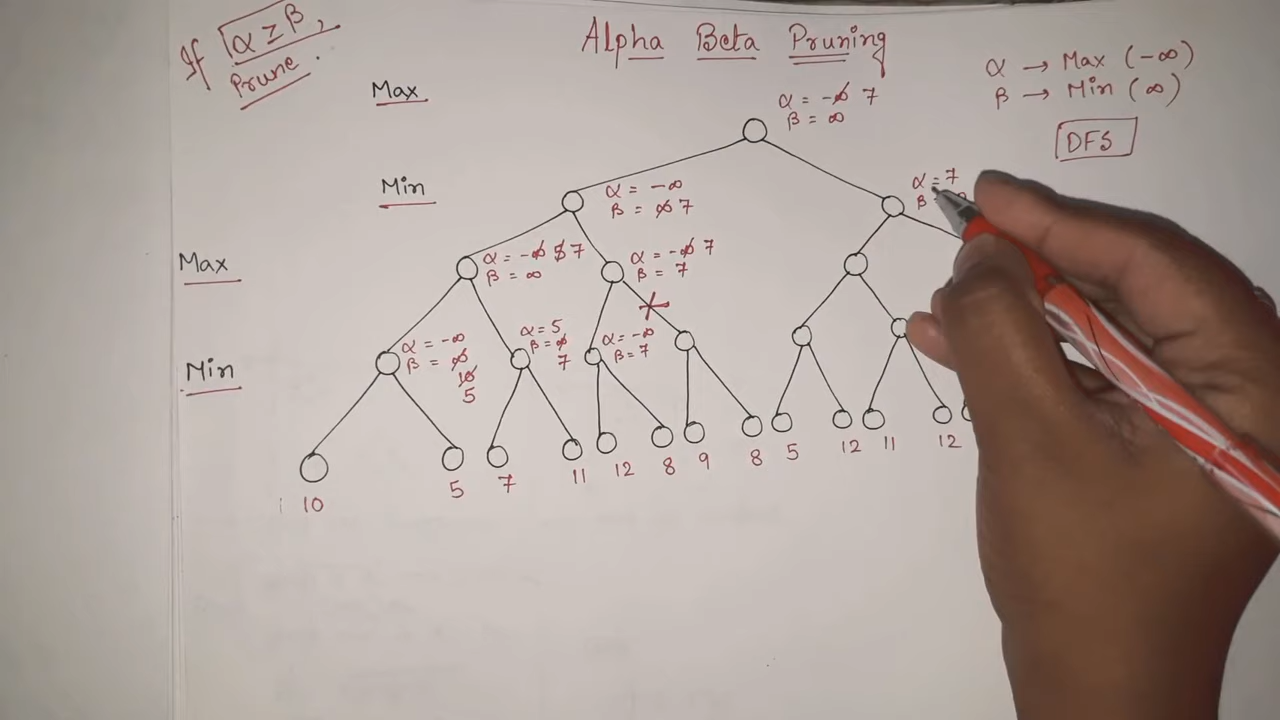 If α ≥ β,
Prune.
Alpha Beta Pruning
α → Max (-∞)
β → Min (∞)
DFS
Max
α = -∞ 7
β = ∞
Min
α = -∞
β = ∞ 7
α = 7
β
Max
α = -∞ 5 7
β = ∞
α = -∞ 7
β = 7
Min
α = -∞
β = ∞
10
5
α = 5
β = ∞
7
α = -∞
β = 7
10 5 7 11 12 8 9 8 5 12 11 12